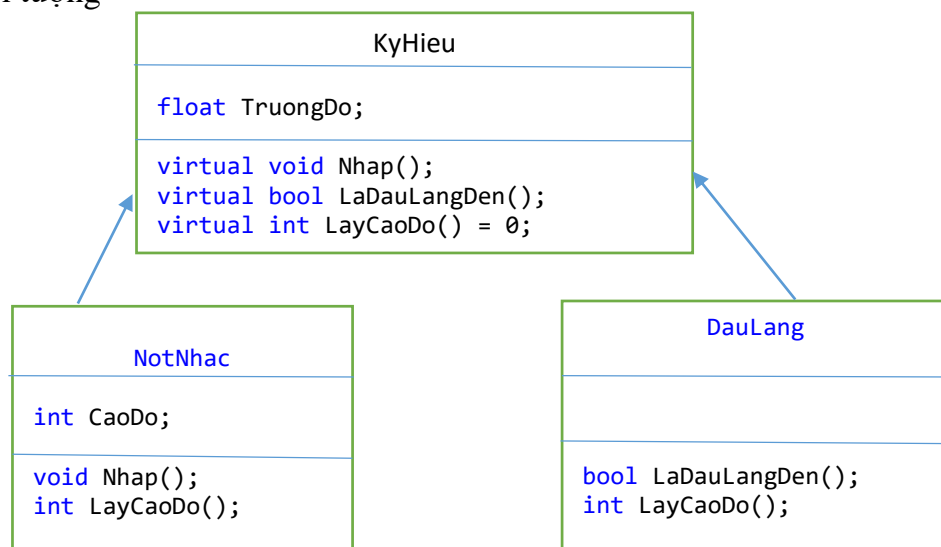 tượng
KyHieu
float TruongDo;
virtual void Nhap();
virtual bool LaDauLangDen();
virtual int LayCaoDo() = 0;
NotNhac
int CaoDo;
void Nhap();
int LayCaoDo();
DauLang
bool LaDauLangDen();
int LayCaoDo();